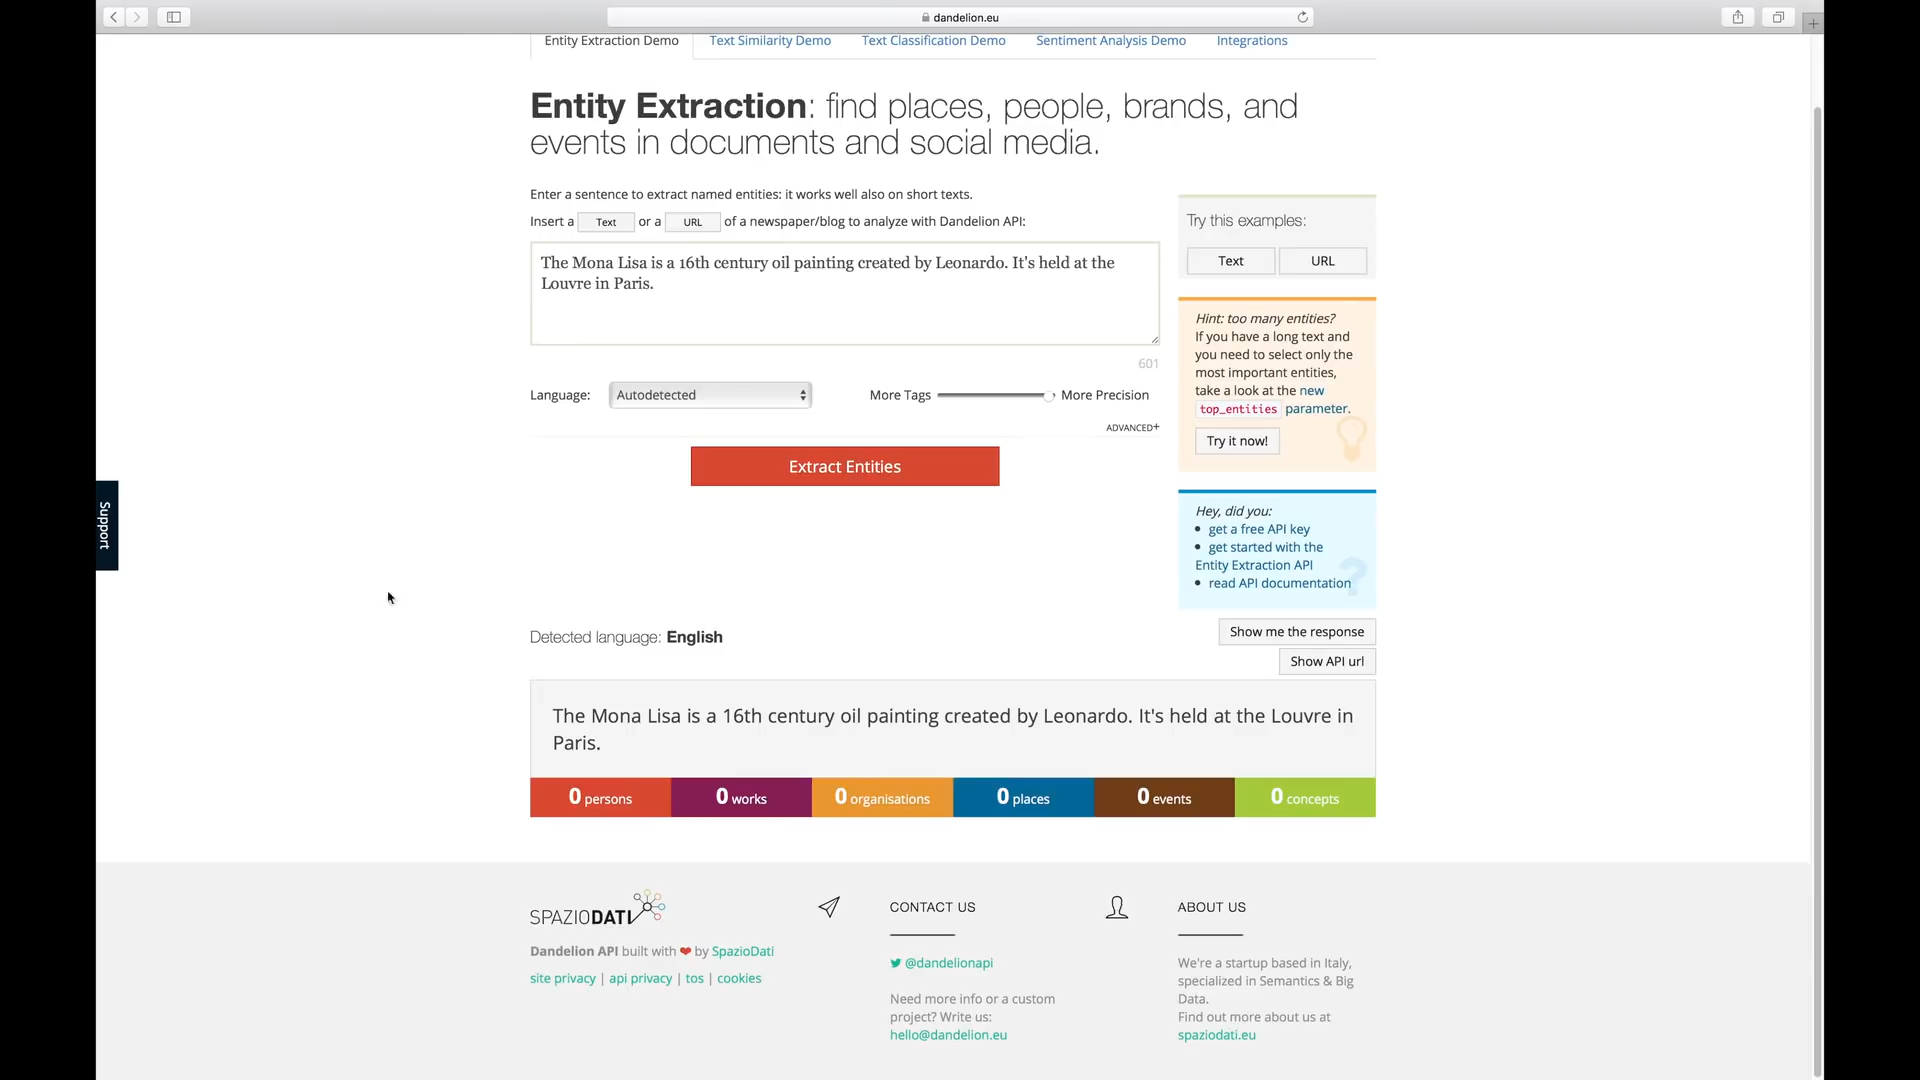 dandelion.eu
Entity Extraction Demo Text Similarity Demo Text Classification Demo Sentiment Analysis Demo Integrations
Entity Extraction: find places, people, brands, and
events in documents and social media.
Enter a sentence to extract named entities: it works well also on short texts.
Insert a Text or a URL of a newspaper/blog to analyze with Dandelion API:
The Mona Lisa is a 16th century oil painting created by Leonardo. It's held at the
Louvre in Paris.
601
Language: Autodetected More Tags More Precision
ADVANCED+
Extract Entities
Try this examples:
Text URL
Hint: too many entities?
If you have a long text and
you need to select only the
most important entities,
take a look at the new
top_entities parameter.
Try it now!
Hey, did you:
• get a free API key
• get started with the
Entity Extraction API
• read API documentation
Support
Detected language: English
Show me the response
Show API url
The Mona Lisa is a 16th century oil painting created by Leonardo. It's held at the Louvre in
Paris.
0 persons 0 works 0 organisations 0 places 0 events 0 concepts
SPAZIODATI
Dandelion API built with ❤ by SpazioDati
site privacy | api privacy | tos | cookies
CONTACT US
@dandelionapi
Need more info or a custom
project? Write us:
hello@dandelion.eu
ABOUT US
We're a startup based in Italy,
specialized in Semantics & Big
Data.
Find out more about us at
spaziodati.eu